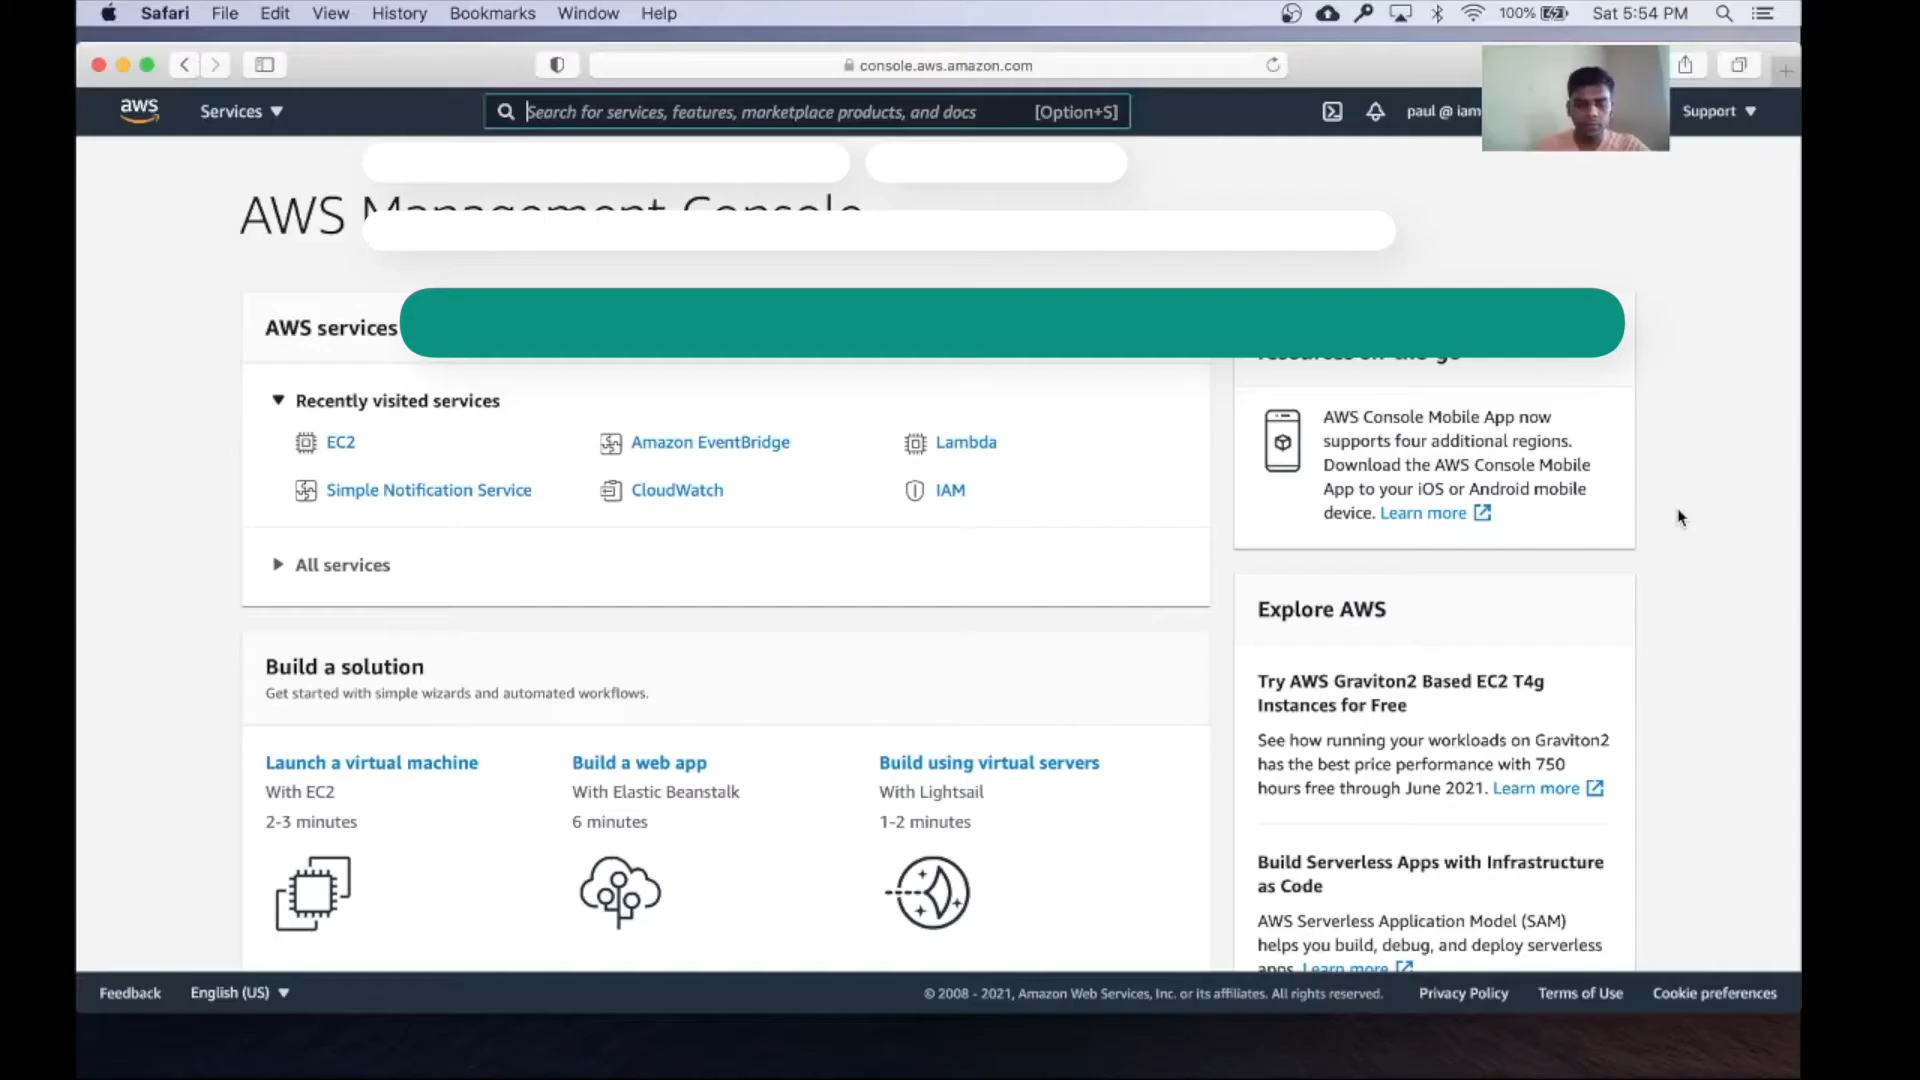 Safari File Edit View History Bookmarks Window Help 100% Sat 5:54 PM
console.aws.amazon.com
aws Services Search for services, features, marketplace products, and docs [Option+S] paul @ iam Support
AWS Management Console
AWS services
Recently visited services
EC2 Amazon EventBridge Lambda
Simple Notification Service CloudWatch IAM
All services
AWS Console Mobile App now
supports four additional regions.
Download the AWS Console Mobile
App to your iOS or Android mobile
device. Learn more
Build a solution
Get started with simple wizards and automated workflows.
Launch a virtual machine
With EC2
2-3 minutes
Build a web app
With Elastic Beanstalk
6 minutes
Build using virtual servers
With Lightsail
1-2 minutes
Explore AWS
Try AWS Graviton2 Based EC2 T4g
Instances for Free
See how running your workloads on Graviton2
has the best price performance with 750
hours free through June 2021. Learn more
Build Serverless Apps with Infrastructure
as Code
AWS Serverless Application Model (SAM)
helps you build, debug, and deploy serverless
apps. Learn more
Feedback English (US) © 2008 - 2021, Amazon Web Services, Inc. or its affiliates. All rights reserved. Privacy Policy Terms of Use Cookie preferences